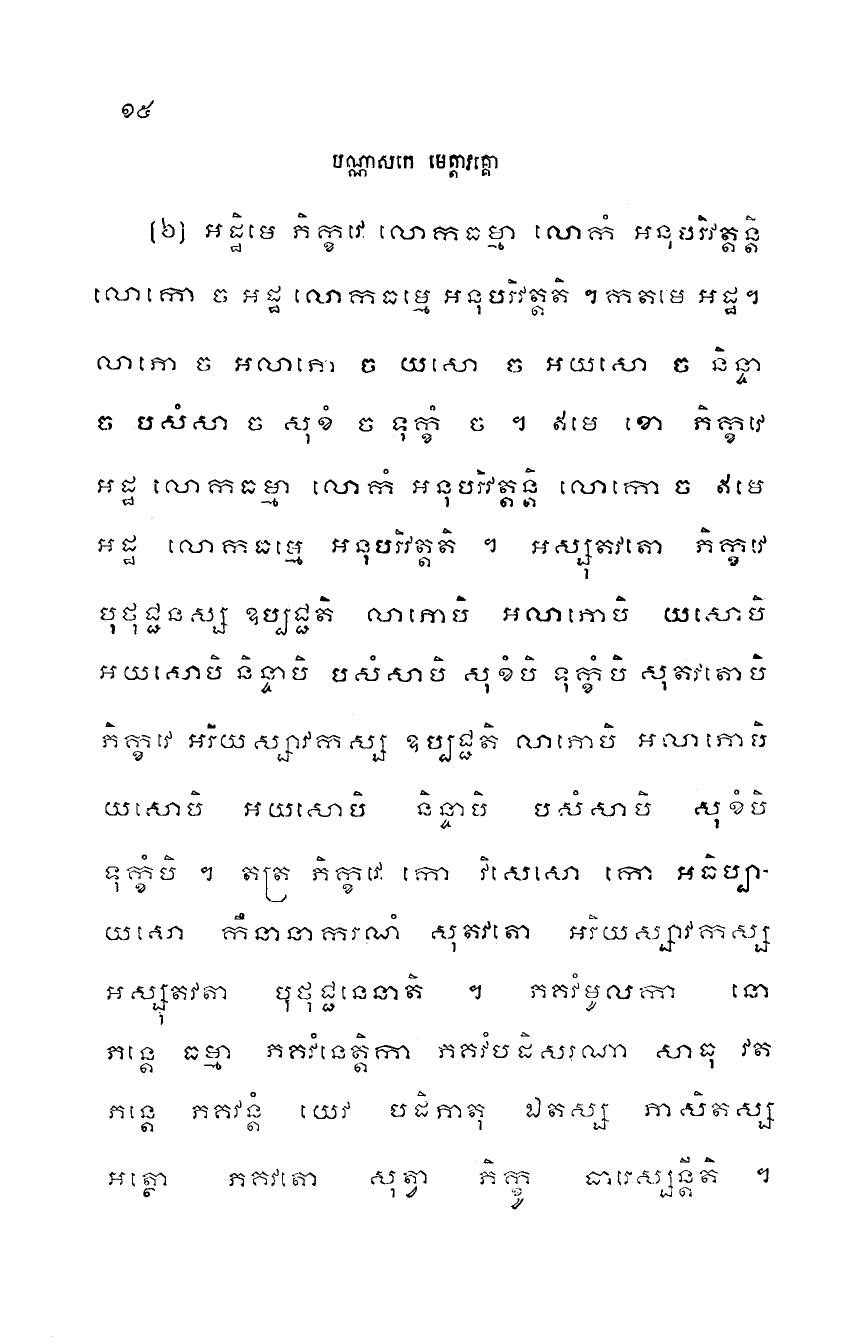 ១៥
បណ្ណាសកេ មេត្តាវគ្គោ
(៦) អដ្ឋិមេ ភិក្ខវេ លោកធម្មា លោកំ អនុបរិវត្តន្តិ
លោកោ ច អដ្ឋ លោកធម្មេ អនុបរិវត្តតិ ។ កតមេ អដ្ឋ។
លាភោ ច អលាភោ ច យសោ ច អយសោ ច និន្ទា
ច បសំសា ច សុខំ ច ទុក្ខំ ច ។ ឥមេ ខោ ភិក្ខវេ
អដ្ឋ លោកធម្មា លោកំ អនុបរិវត្តន្តិ លោកោ ច ឥមេ
អដ្ឋ លោកធម្មេ អនុបរិវត្តតិ ។ អស្សុតវតោ ភិក្ខវេ
បុថុជ្ជនស្ស ឧប្បជ្ជតិ លាភោបិ អលាភោបិ យសោបិ
អយសោបិ និន្ទាបិ បសំសាបិ សុខំបិ ទុក្ខំបិ សុតវតោបិ
ភិក្ខវេ អរិយស្សាវកស្ស ឧប្បជ្ជតិ លាភោបិ អលាភោបិ
យសោបិ អយសោបិ និន្ទាបិ បសំសាបិ សុខំបិ
ទុក្ខំបិ ។ តត្រ ភិក្ខវេ កោ វិសេសោ កោ អធិប្បា-
យសោ កឹនានាករណំ សុតវតោ អរិយស្សាវកស្ស
អស្សុតវតា បុថុជ្ជនេនាតិ ។ ភគវំមូលកា នោ
ភន្តេ ធម្មា ភគវំនេត្តិកា ភគវំបដិសរណា សាធុ វត
ភន្តេ ភគវន្តំ យេវ បដិភាតុ ឯតស្ស ភាសិតស្ស
អត្ថោ ភគវតោ សុត្វា ភិក្ខូ ធារេស្សន្តីតិ ។